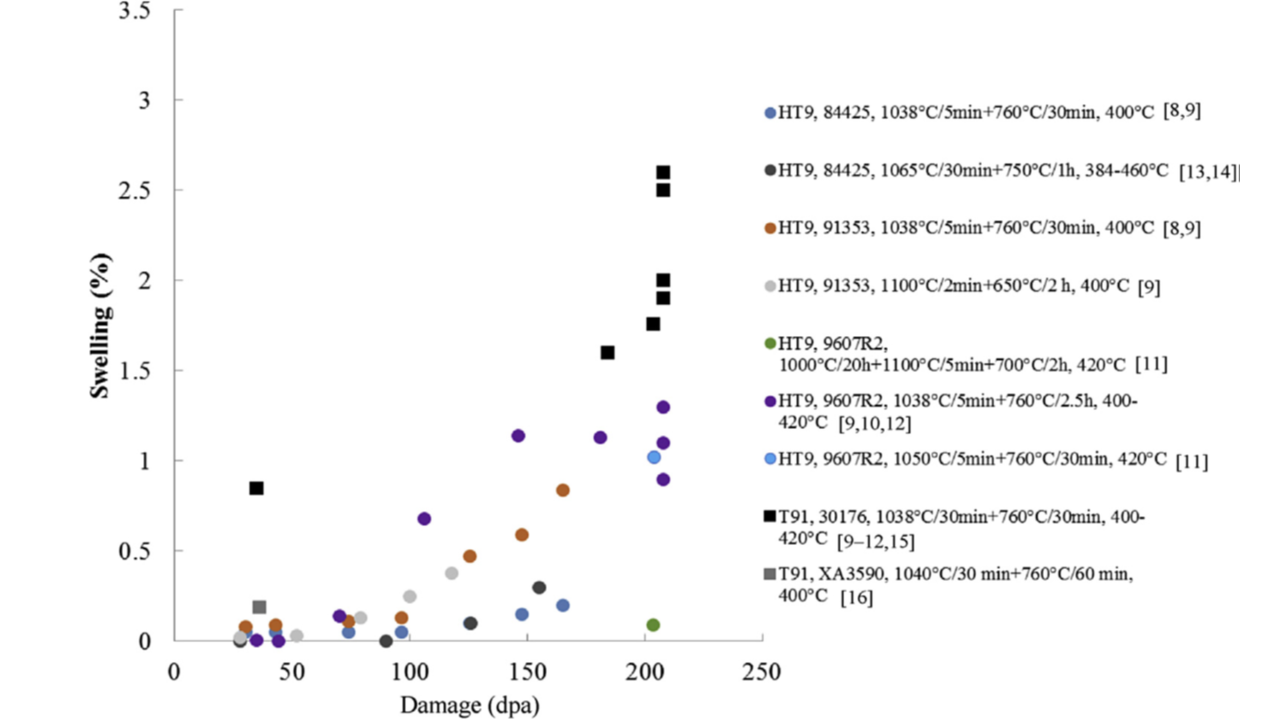 3.5
3
2.5
2
1.5
1
0.5
0
Swelling (%)
0 50 100 150 200 250
Damage (dpa)
HT9, 84425, 1038°C/5min+760°C/30min, 400°C [8,9]
HT9, 84425, 1065°C/30min+750°C/1h, 384-460°C [13,14]
HT9, 91353, 1038°C/5min+760°C/30min, 400°C [8,9]
HT9, 91353, 1100°C/2min+650°C/2 h, 400°C [9]
HT9, 9607R2,
1000°C/20h+1100°C/5min+700°C/2h, 420°C [11]
HT9, 9607R2, 1038°C/5min+760°C/2.5h, 400-
420°C [9,10,12]
HT9, 9607R2, 1050°C/5min+760°C/30min, 420°C [11]
T91, 30176, 1038°C/30min+760°C/30min, 400-
420°C [9–12,15]
T91, XA3590, 1040°C/30 min+760°C/60 min,
400°C [16]